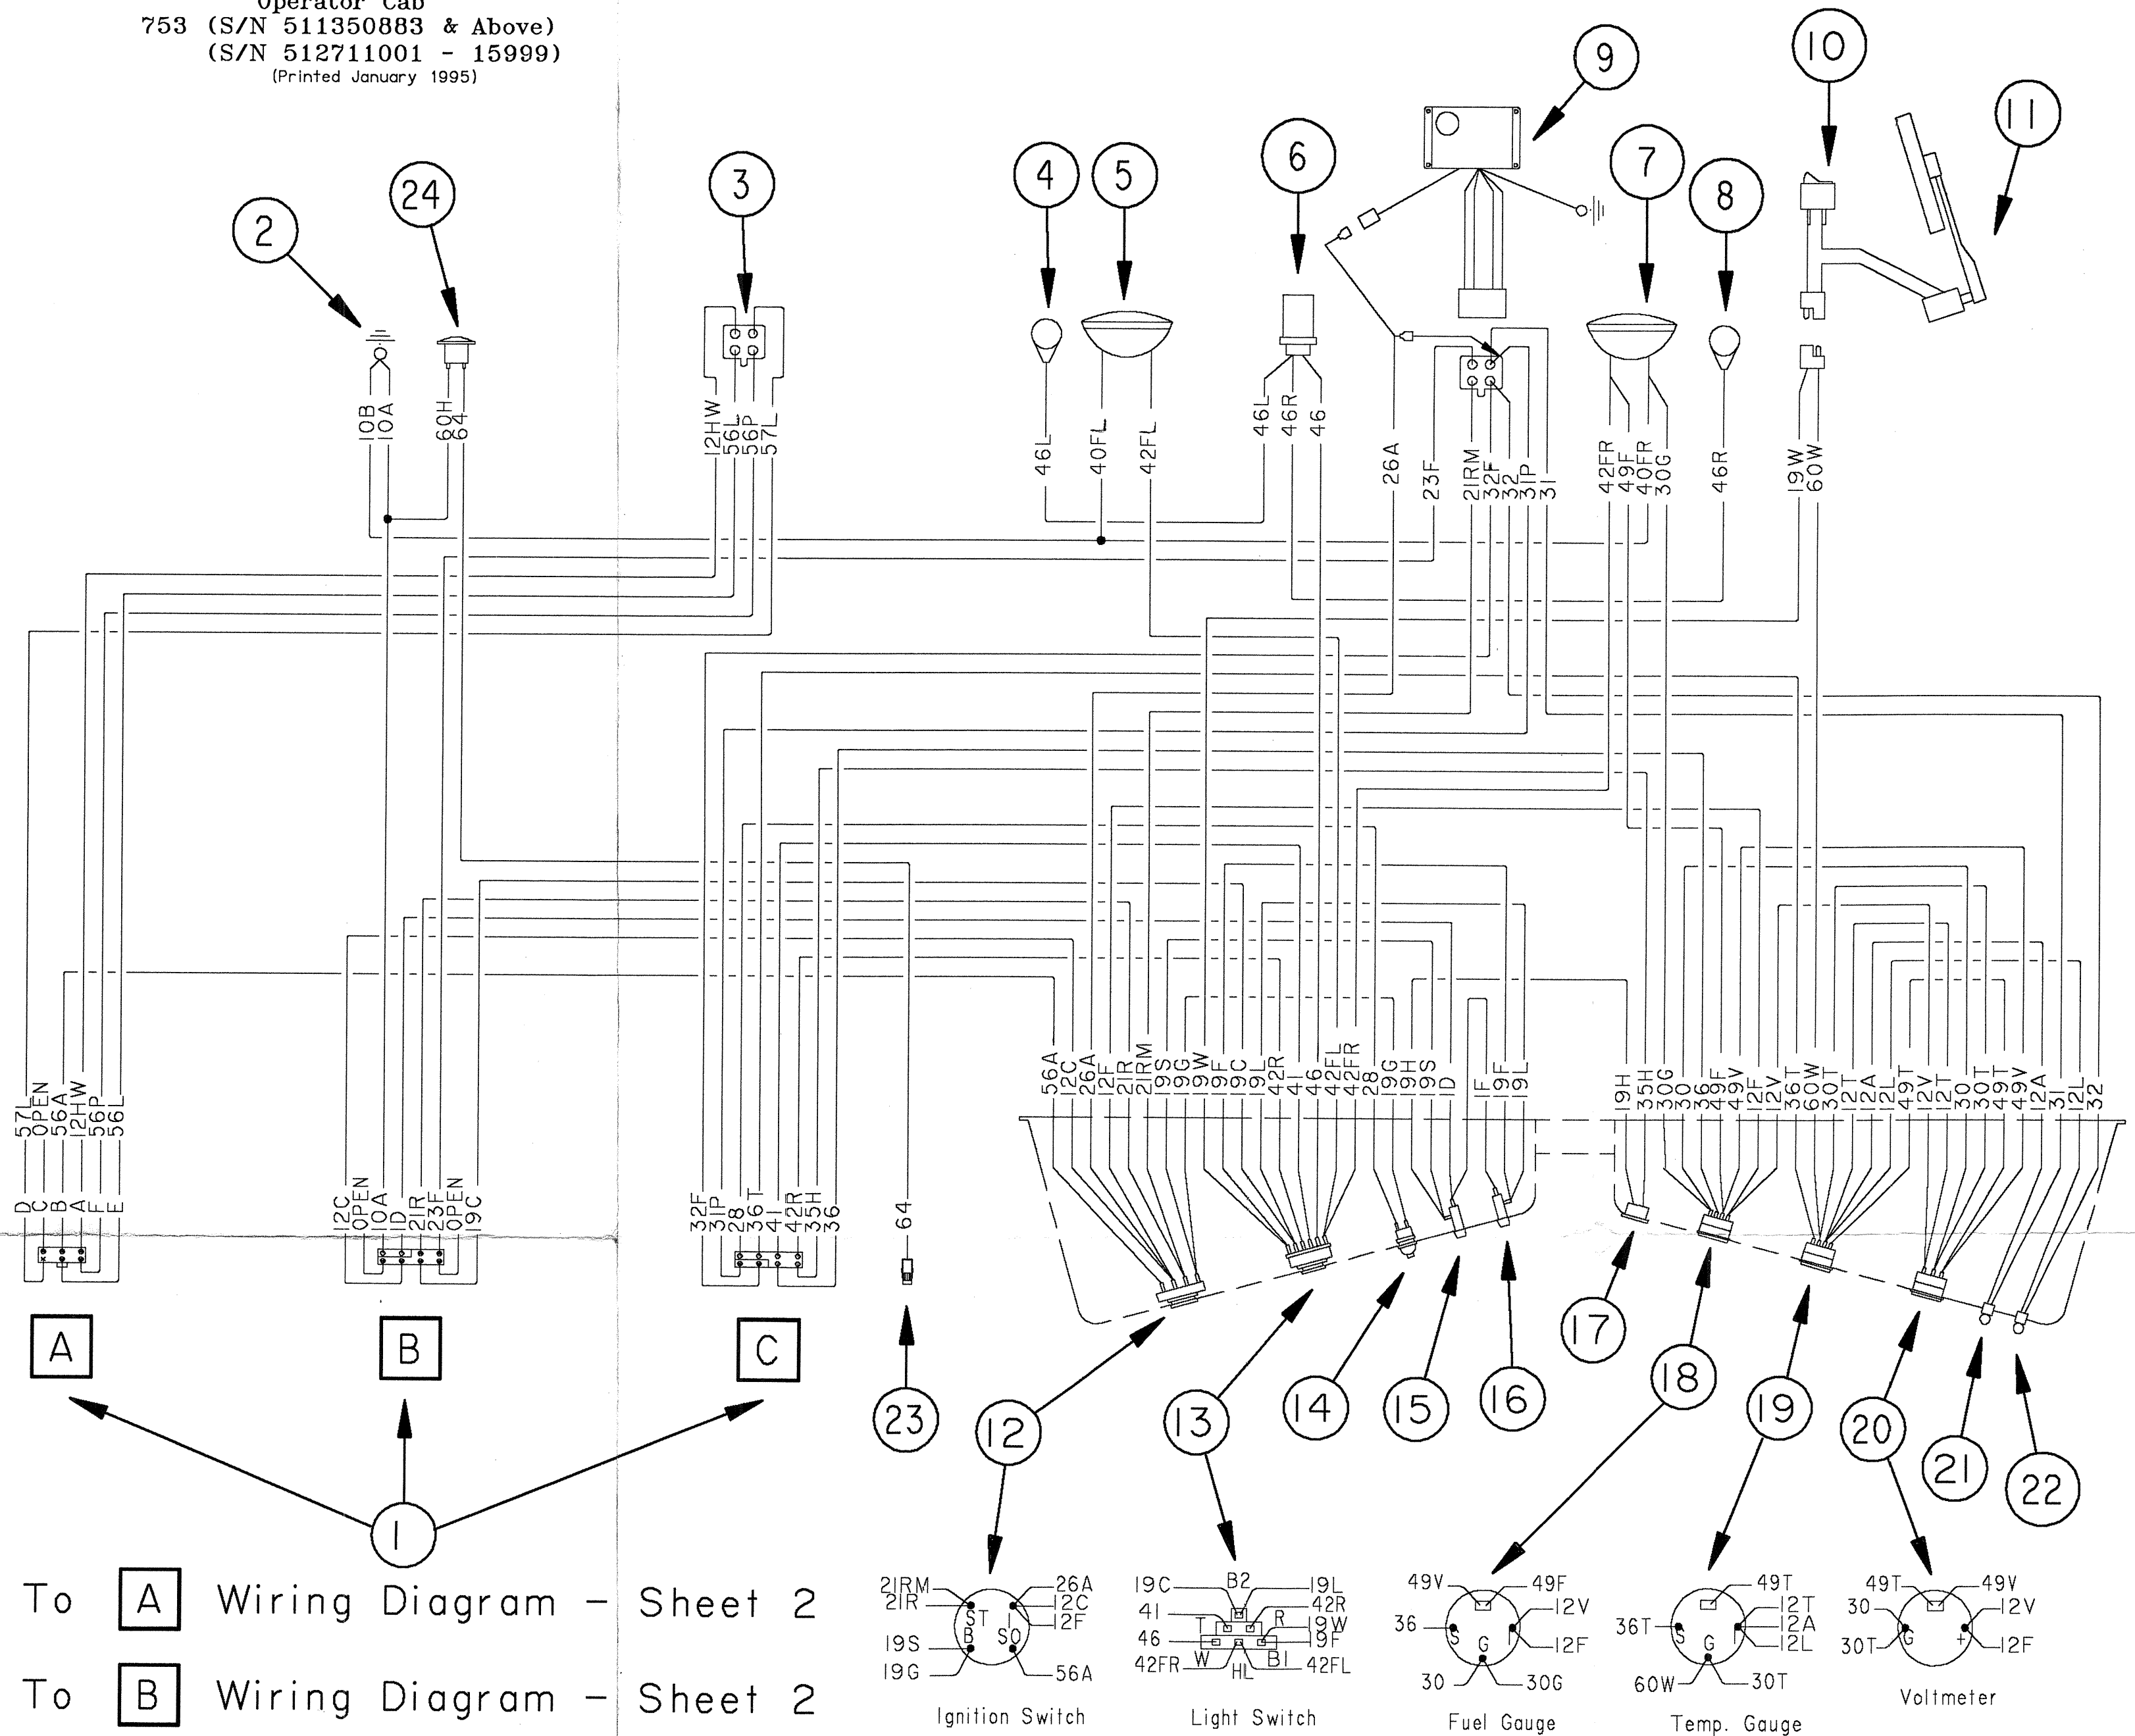 Operator Cab
753 (S/N 511350883 & Above)
(S/N 512711001 - 15999)
(Printed January 1995)
2
24
3
4
5
6
9
7
8
10
11
10B
10A
60H
64
12HW
56L
56P
57L
46L
40FL
42FL
46L
46R
46
26A
23F
21RM
32F
32
31P
31
42FR
49F
40FR
30G
46R
19W
60W
57L
OPEN
56A
12HW
56P
56L
D
C
B
A
F
E
12C
OPEN
10A
1D
21R
23F
OPEN
19C
32F
31P
28
36T
41
42R
35H
36
64
56A
12C
26A
12F
21R
21RM
19S
19G
19W
19F
19C
19L
42R
41
46
42FL
42FR
28
19G
19H
19S
1D
1F
19F
19L
19H
35H
30G
30
36
49F
49V
12F
12V
36T
60W
30T
12T
12A
12L
49T
12V
12T
30
30T
49T
49V
12A
31
12L
32
A
B
C
1
23
12
13
14
15
16
17
18
19
20
21
22
To A Wiring Diagram - Sheet 2
To B Wiring Diagram - Sheet 2
21RM
21R
19S
19G
ST
I
B
SO
26A
12C
12F
56A
Ignition Switch
19C
41
46
42FR
B2
T
R
W
HL
B1
19L
42R
19W
19F
42FL
Light Switch
49V
36
30
S
G
I
49F
12V
12F
30G
Fuel Gauge
36T
60W
S
G
I
49T
12T
12A
12L
30T
Temp. Gauge
49T
30
30T
G
+
49V
12V
12F
Voltmeter